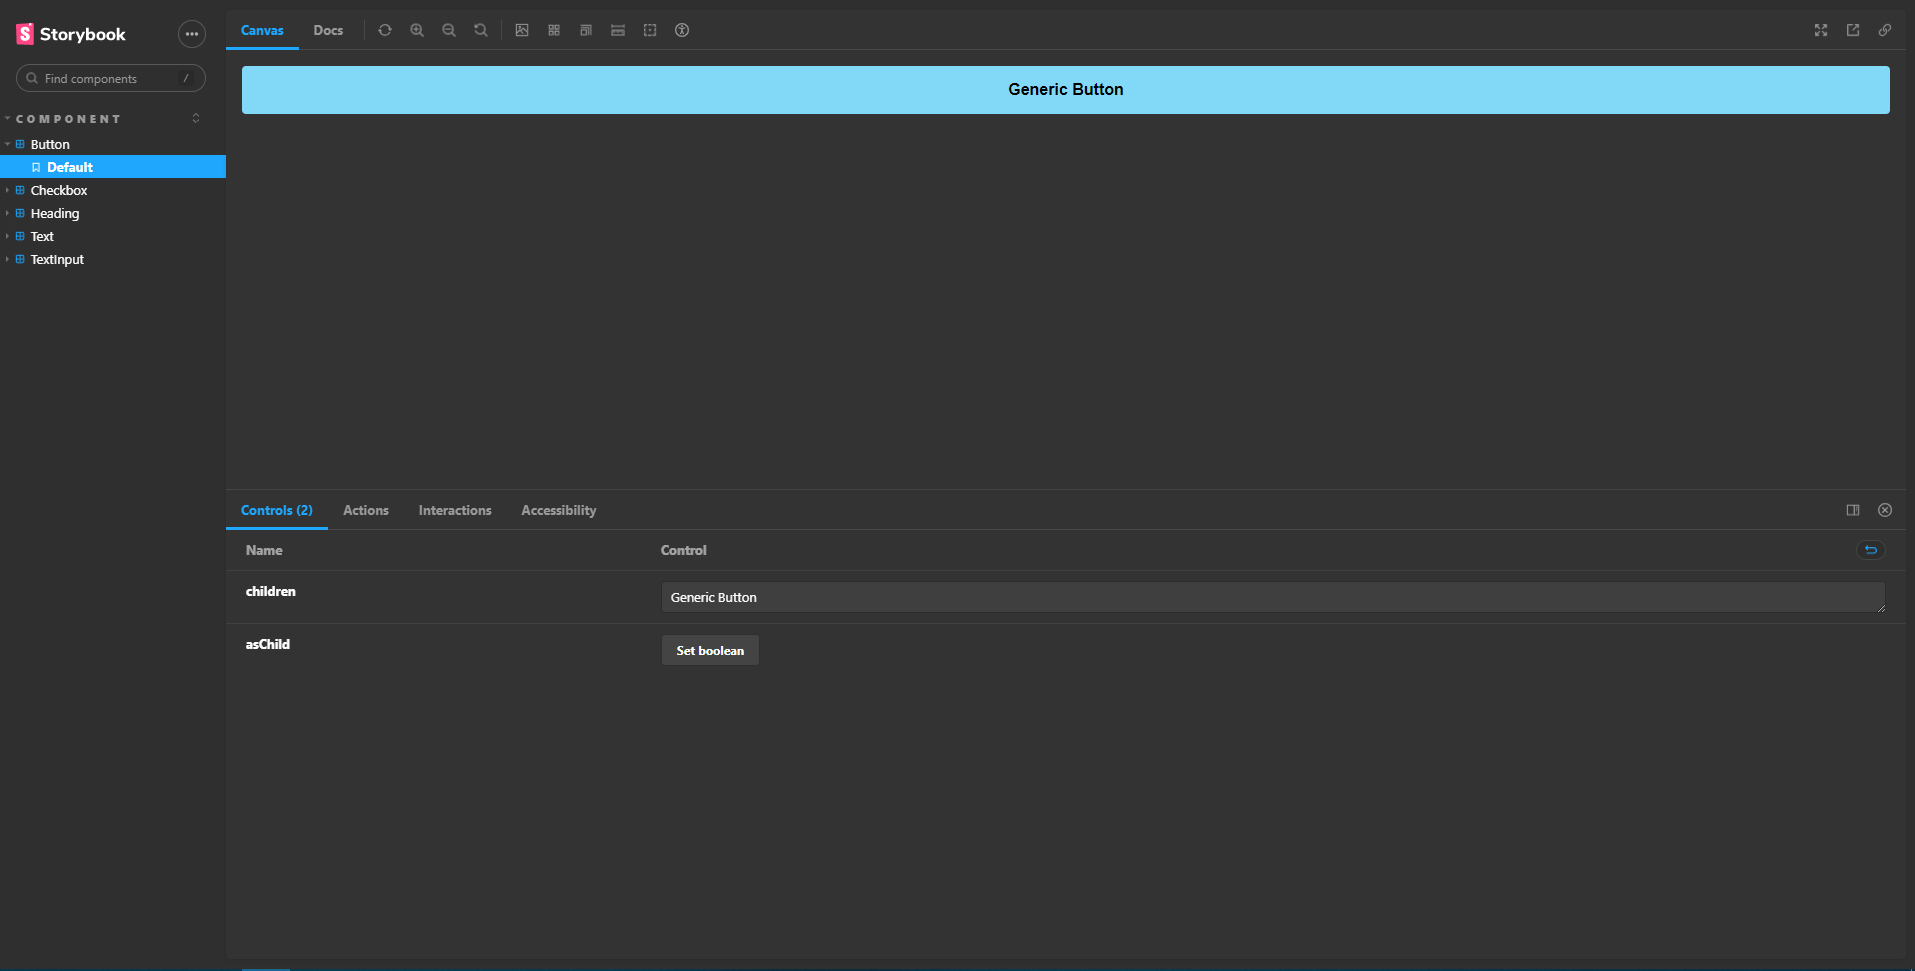 Storybook
Find components /
COMPONENT
Button
Default
Checkbox
Heading
Text
TextInput
Canvas Docs
Generic Button
Controls (2) Actions Interactions Accessibility
Name Control
children Generic Button
asChild Set boolean